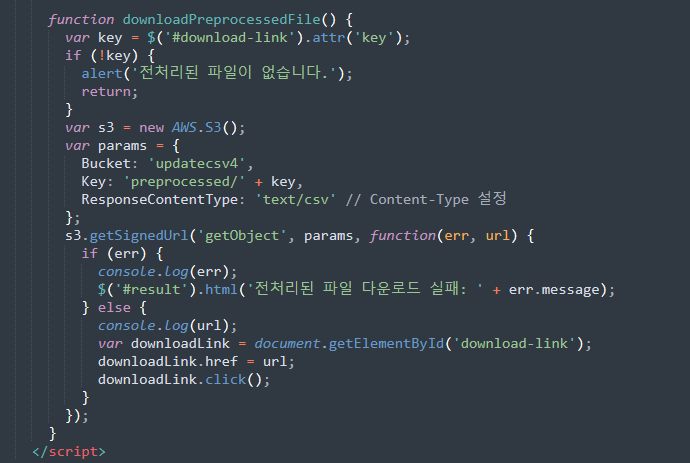 function downloadPreprocessedFile() {
var key = $('#download-link').attr('key');
if (!key) {
alert('전처리된 파일이 없습니다.');
return;
}
var s3 = new AWS.S3();
var params = {
Bucket: 'updatecsv4',
Key: 'preprocessed/' + key,
ResponseContentType: 'text/csv' // Content-Type 설정
};
s3.getSignedUrl('getObject', params, function(err, url) {
if (err) {
console.log(err);
$('#result').html('전처리된 파일 다운로드 실패: ' + err.message);
} else {
console.log(url);
var downloadLink = document.getElementById('download-link');
downloadLink.href = url;
downloadLink.click();
}
});
}
</script>